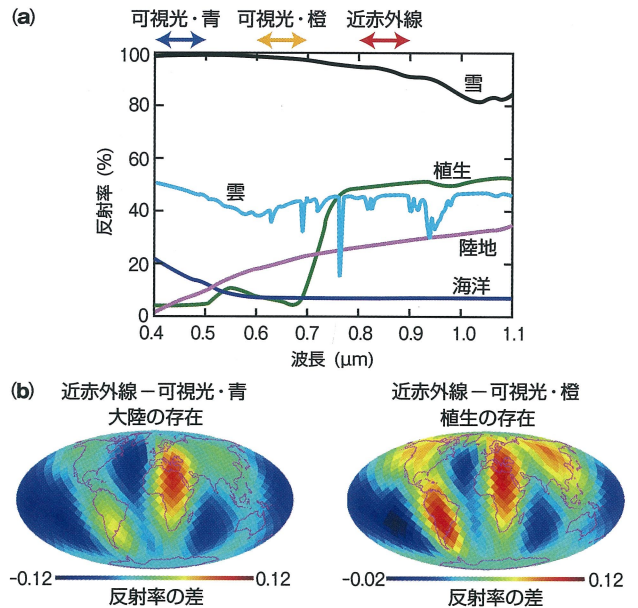 (a)
可視光・青 可視光・橙 近赤外線
100
80
60
40
20
0
反射率 (%)
雪
雲
植生
陸地
海洋
0.4 0.5 0.6 0.7 0.8 0.9 1.0 1.1
波長 (μm)
(b)
近赤外線－可視光・青
大陸の存在
-0.12 0.12
反射率の差
近赤外線－可視光・橙
植生の存在
-0.02 0.12
反射率の差